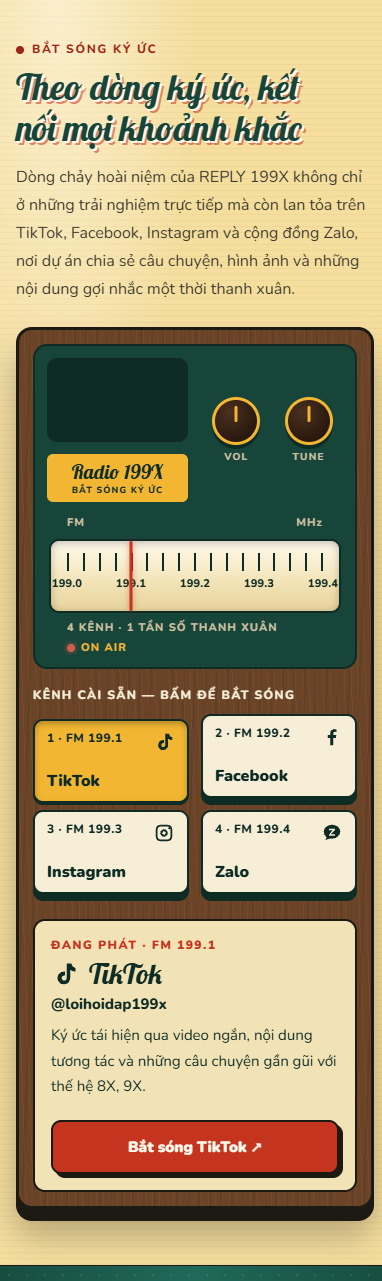 BẮT SÓNG KÝ ỨC
Theo dòng ký ức, kết
nối mọi khoảnh khắc
Dòng chảy hoài niệm của REPLY 199X không chỉ
ở những trải nghiệm trực tiếp mà còn lan tỏa trên
TikTok, Facebook, Instagram và cộng đồng Zalo,
nơi dự án chia sẻ câu chuyện, hình ảnh và những
nội dung gợi nhắc một thời thanh xuân.
Radio 199X
BẮT SÓNG KÝ ỨC
VOL TUNE
FM MHz
199.0 199.1 199.2 199.3 199.4
4 KÊNH · 1 TẦN SỐ THANH XUÂN
ON AIR
KÊNH CÀI SẴN — BẤM ĐỂ BẮT SÓNG
1 · FM 199.1
TikTok
2 · FM 199.2
Facebook
3 · FM 199.3
Instagram
4 · FM 199.4
Zalo
ĐANG PHÁT · FM 199.1
TikTok
@loihoidap199x
Ký ức tái hiện qua video ngắn, nội dung
tương tác và những câu chuyện gần gũi với
thế hệ 8X, 9X.
Bắt sóng TikTok ↗